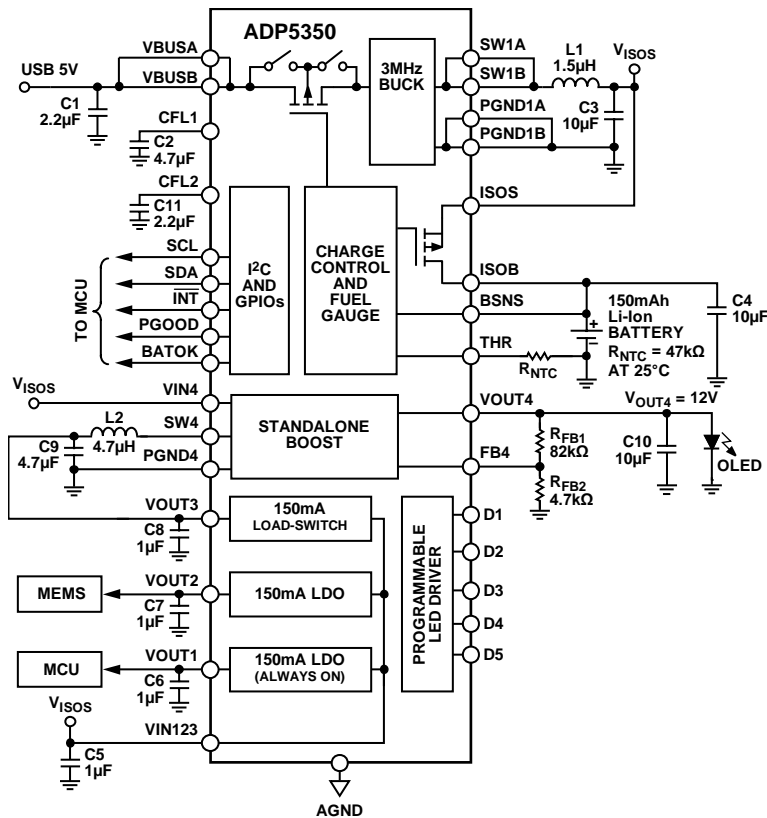 ADP5350
VBUSA
USB 5V
VBUSB
C1
2.2µF
CFL1
C2
4.7µF
CFL2
C11
2.2µF
3MHz
BUCK
SW1A
SW1B
L1
1.5µH
VISOS
PGND1A
PGND1B
C3
10µF
ISOS
SCL
SDA
INT
PGOOD
BATOK
TO MCU
I2C
AND
GPIOs
CHARGE
CONTROL
AND
FUEL
GAUGE
ISOB
BSNS
THR
RNTC
150mAh
Li-Ion
BATTERY
RNTC = 47kΩ
AT 25°C
C4
10µF
VISOS
VIN4
L2
4.7µH
SW4
C9
4.7µF
PGND4
STANDALONE
BOOST
VOUT4
VOUT4 = 12V
RFB1
82kΩ
FB4
RFB2
4.7kΩ
C10
10µF
OLED
VOUT3
C8
1µF
150mA
LOAD-SWITCH
MEMS
VOUT2
C7
1µF
150mA LDO
MCU
VOUT1
C6
1µF
150mA LDO
(ALWAYS ON)
PROGRAMMABLE
LED DRIVER
D1
D2
D3
D4
D5
VISOS
VIN123
C5
1µF
AGND